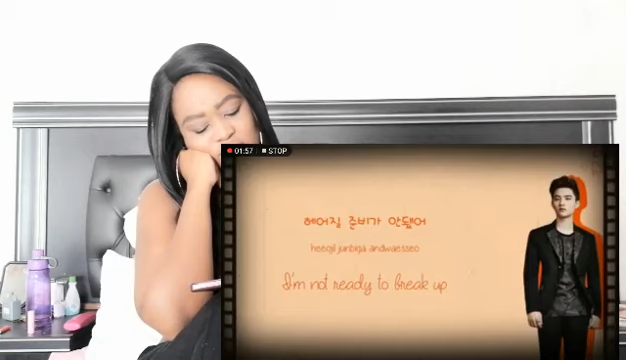 01:57 STOP
헤어질 준비가 안됐어
heeojil junbiga andwaesseo
I'm not ready to break up